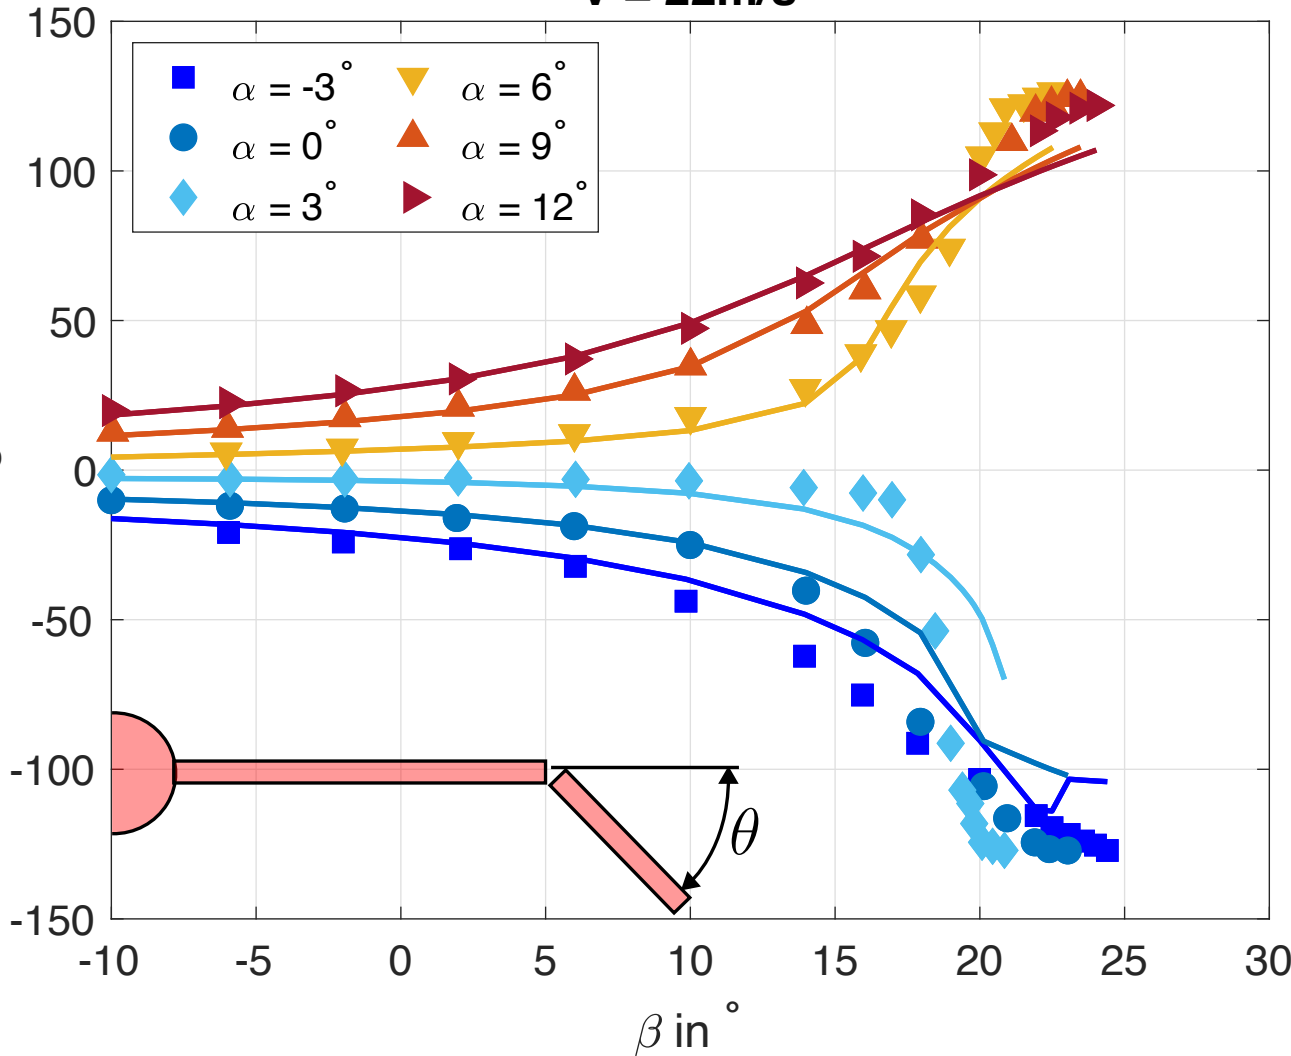 V = 22m/s
150
100
50
0
-50
-100
-150
α = -3°
α = 0°
α = 3°
α = 6°
α = 9°
α = 12°
θ
-10 -5 0 5 10 15 20 25 30
β in °